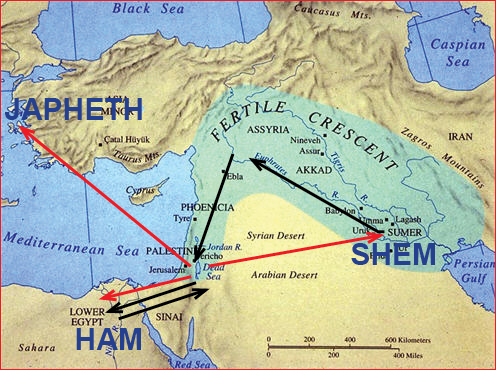 Black Sea
Caucasus Mts.
Caspian
Sea
JAPHETH
ASIA
MINOR
Çatal Hüyük
Taurus Mts.
FERTILE CRESCENT
ASSYRIA
Nineveh
Assur
Tigris
R.
Zagros Mountains
IRAN
AKKAD
Euphrates
R.
Ebla
Cyprus
PHOENICIA
Tyre
Babylon
Umma
Lagash
Uruk
SUMER
Ur
Mediterranean Sea
Syrian Desert
SHEM
PALESTINE
Jordan R.
Jericho
Jerusalem
Dead
Sea
Arabian Desert
Persian
Gulf
LOWER
EGYPT
SINAI
HAM
Sahara
Red Sea
0 200 400 600 Kilometers
0 200 400 Miles